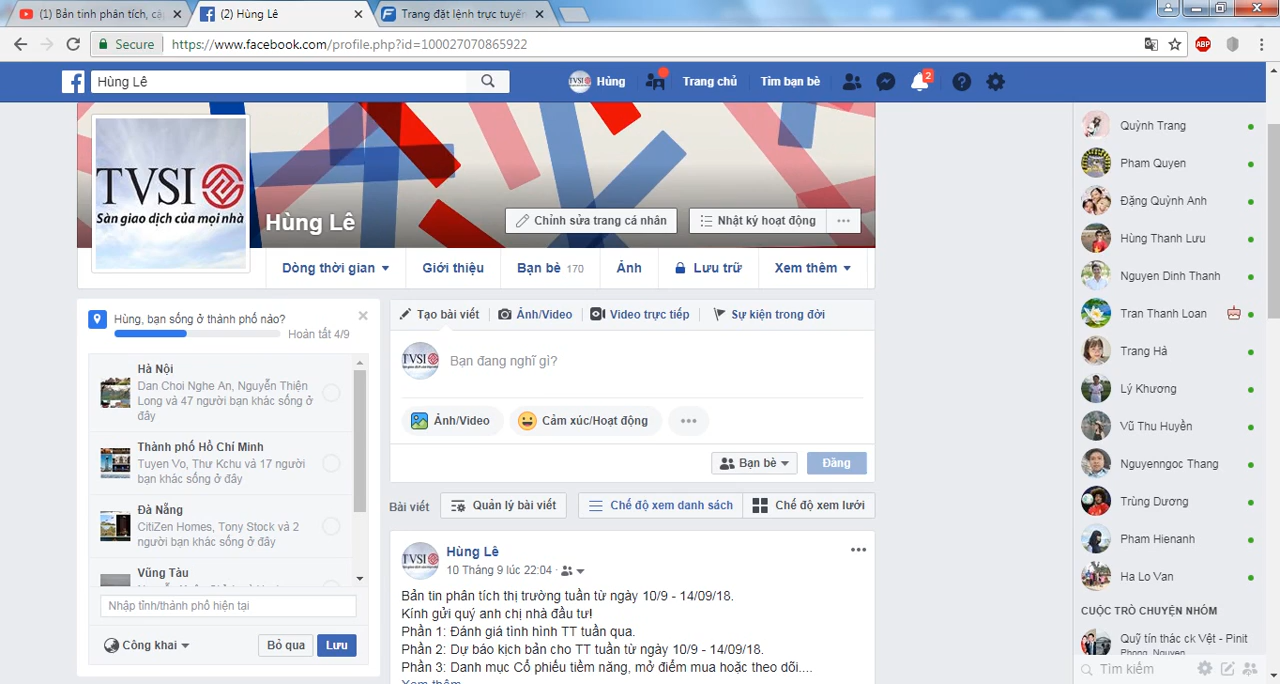 (1) Bản tinh phân tích, cập
(2) Hùng Lê
Trang đặt lệnh trực tuyến
Secure
https://www.facebook.com/profile.php?id=100027070865922
ABP
Hùng Lê
Hùng
Trang chủ
Tìm bạn bè
2
TVSI
Sàn giao dịch của mọi nhà
Hùng Lê
Chỉnh sửa trang cá nhân
Nhật ký hoạt động
Dòng thời gian
Giới thiệu
Bạn bè 170
Ảnh
Lưu trữ
Xem thêm
Hùng, bạn sống ở thành phố nào?
Hoàn tất 4/9
Hà Nội
Dan Choi Nghe An, Nguyễn Thiện
Long và 47 người bạn khác sống ở
đây
Thành phố Hồ Chí Minh
Tuyen Vo, Thư Kchu và 17 người
bạn khác sống ở đây
Đà Nẵng
CitiZen Homes, Tony Stock và 2
người bạn khác sống ở đây
Vũng Tàu
Nhập tỉnh/thành phố hiện tại
Công khai
Bỏ qua
Lưu
Tạo bài viết
Ảnh/Video
Video trực tiếp
Sự kiện trong đời
TVSI
Bạn đang nghĩ gì?
Ảnh/Video
Cảm xúc/Hoạt động
Bạn bè
Đăng
Bài viết
Quản lý bài viết
Chế độ xem danh sách
Chế độ xem lưới
TVSI
Hùng Lê
10 Tháng 9 lúc 22:04
Bản tin phân tích thị trường tuần từ ngày 10/9 - 14/09/18.
Kính gửi quý anh chị nhà đầu tư!
Phần 1: Đánh giá tình hình TT tuần qua.
Phần 2: Dự báo kịch bản cho TT tuần từ ngày 10/9 - 14/09/18.
Phần 3: Danh mục Cổ phiếu tiềm năng, mở điểm mua hoặc theo dõi....
Xem thêm
Quỳnh Trang
Pham Quyen
Đặng Quỳnh Anh
Hùng Thanh Lưu
Nguyen Dinh Thanh
Tran Thanh Loan
Trang Hà
Lý Khương
Vũ Thu Huyền
Nguyenngoc Thang
Trùng Dương
Pham Hienanh
Ha Lo Van
CUỘC TRÒ CHUYỆN NHÓM
Quỹ tín thác ck Vệt - Pinit
Phong, Nguyen
Tìm kiếm